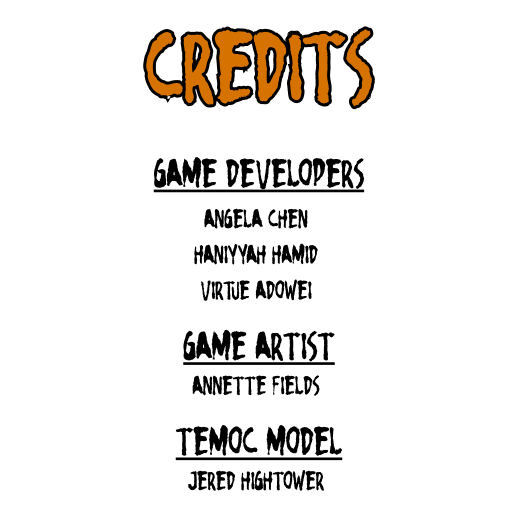 CREDITS
GAME DEVELOPERS
ANGELA CHEN
HANIYYAH HAMID
VIRTUE ADOWEI
GAME ARTIST
ANNETTE FIELDS
TEMOC MODEL
JERED HIGHTOWER